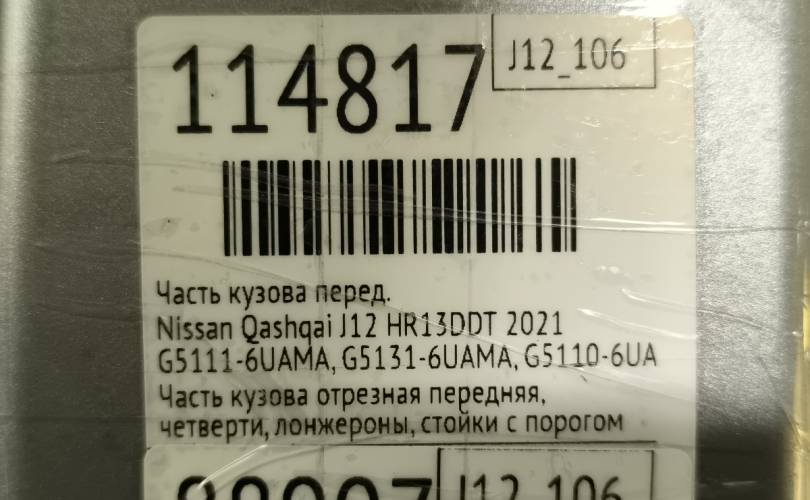 114817
J12_106
Часть кузова перед.
Nissan Qashqai J12 HR13DDT 2021
G5111-6UAMA, G5131-6UAMA, G5110-6UA
Часть кузова отрезная передняя,
четверти, лонжероны, стойки с порогом
J12_106